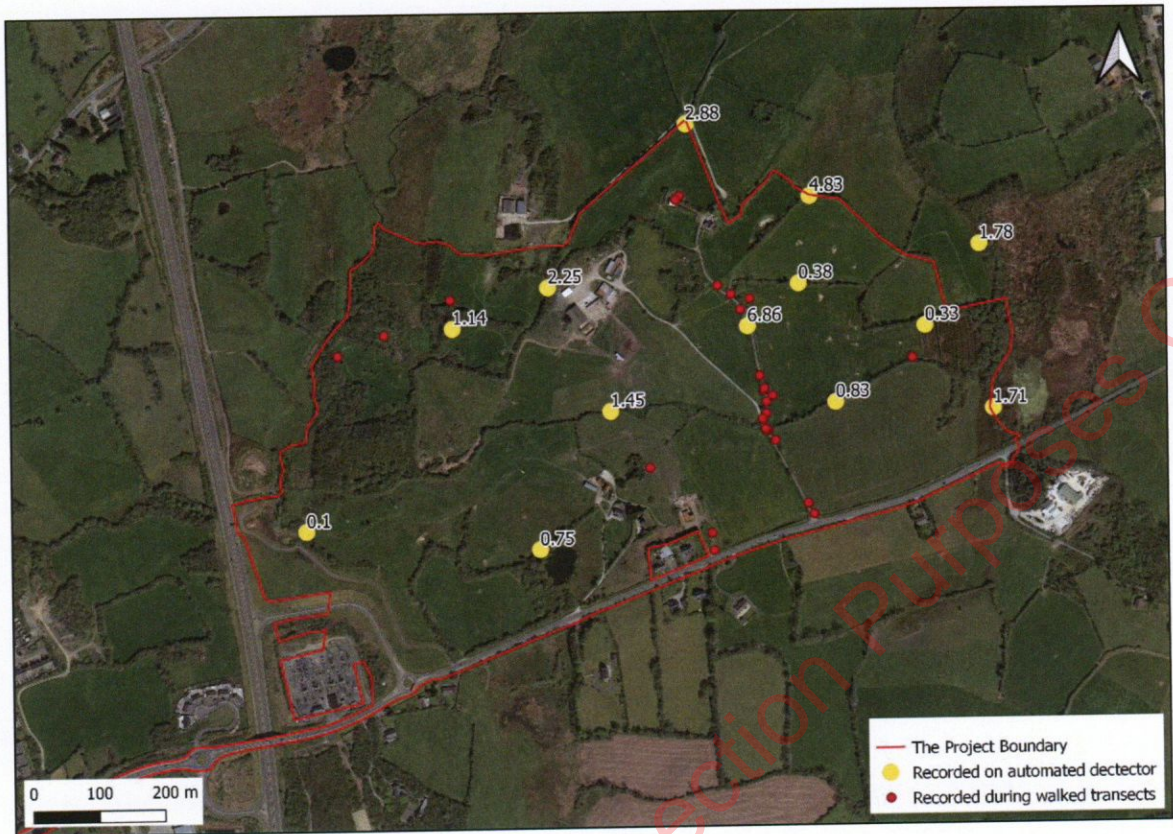 2.88
4.83
1.78
2.25
0.38
1.14
6.86
0.33
1.45
0.83
1.71
0.1
0.75
ection Purposes O
The Project Boundary
Recorded on automated dectector
Recorded during walked transects
0 100 200 m